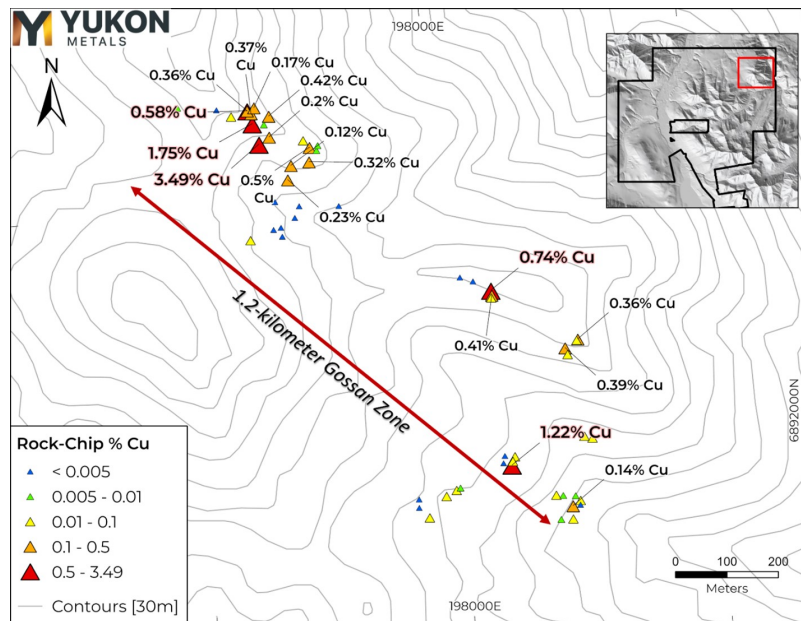 YUKON
METALS
198000E
N
0.37%
Cu
0.17% Cu
0.36% Cu
0.42% Cu
0.2% Cu
0.58% Cu
0.12% Cu
1.75% Cu
0.32% Cu
3.49% Cu
0.5%
Cu
0.23% Cu
0.74% Cu
0.36% Cu
0.41% Cu
1.2-kilometer Gossan Zone
0.39% Cu
6892000N
1.22% Cu
0.14% Cu
Rock-Chip % Cu
< 0.005
0.005 - 0.01
0.01 - 0.1
0.1 - 0.5
0.5 - 3.49
Contours [30m]
0 100 200
Meters
198000E